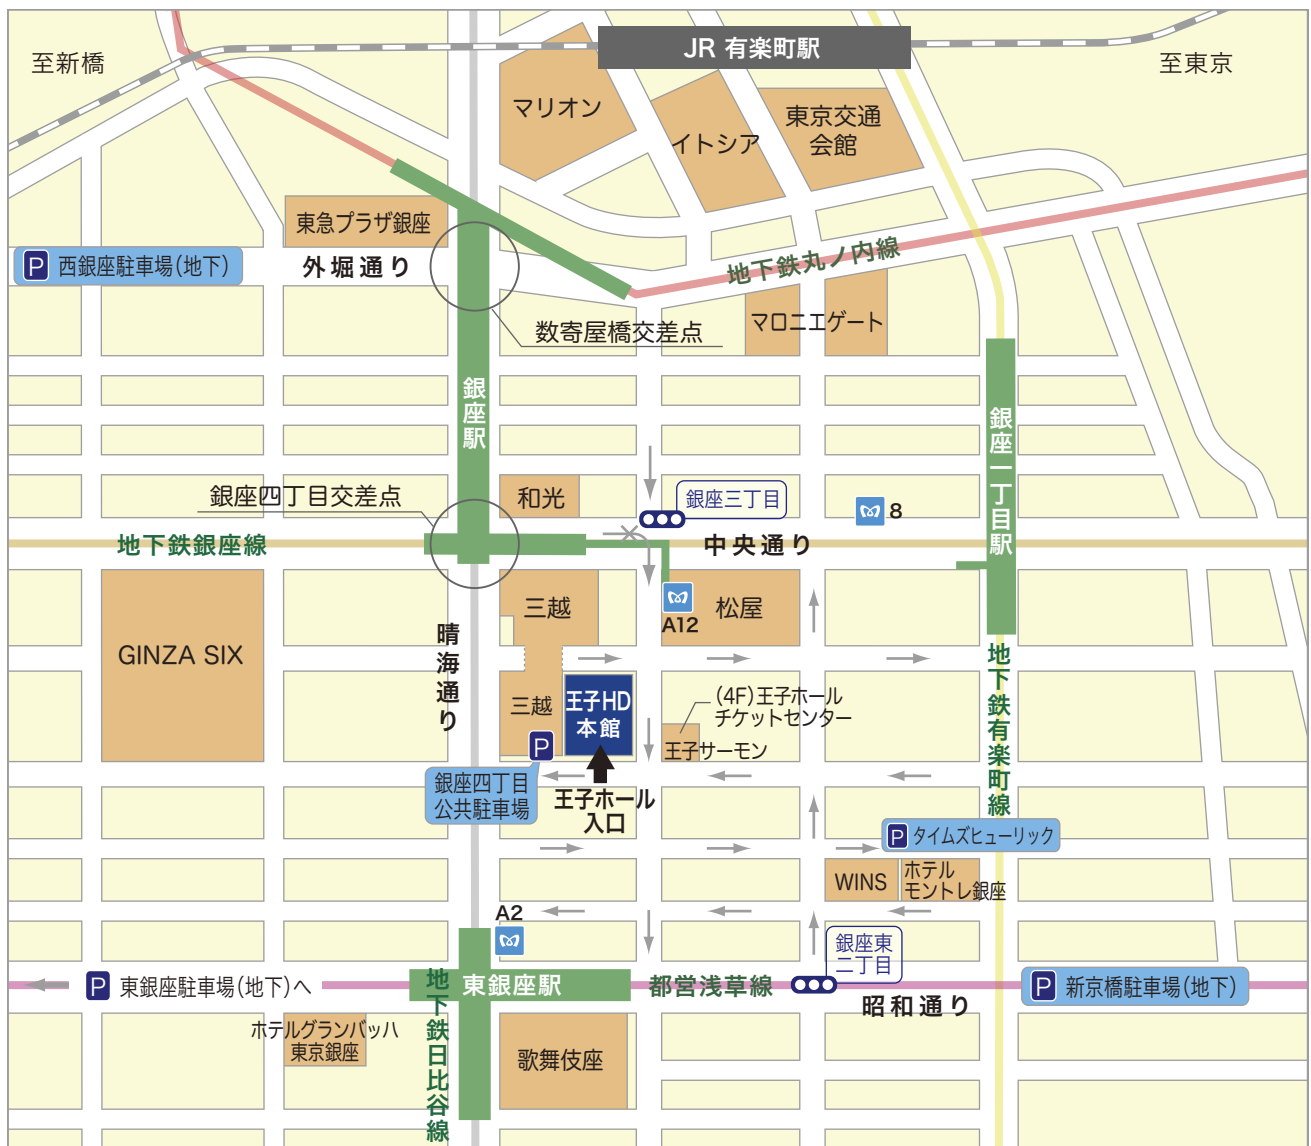 JR 有楽町駅
至新橋
至東京
マリオン
イトシア
東京交通
会館
東急プラザ銀座
P 西銀座駐車場(地下)
外堀通り
地下鉄丸ノ内線
数寄屋橋交差点
マロニエゲート
銀座駅
銀座一丁目駅
銀座四丁目交差点
和光
銀座三丁目
8
地下鉄銀座線
中央通り
三越
松屋
A12
GINZA SIX
晴海通り
地下鉄有楽町線
三越
王子HD
本館
(4F)王子ホール
チケットセンター
王子サーモン
P
銀座四丁目
公共駐車場
王子ホール
入口
P タイムズヒューリック
WINS
ホテル
モントレ銀座
A2
銀座東
二丁目
P 東銀座駐車場(地下)へ
東銀座駅
都営浅草線
昭和通り
P 新京橋駐車場(地下)
地下鉄日比谷線
ホテルグランバッハ
東京銀座
歌舞伎座